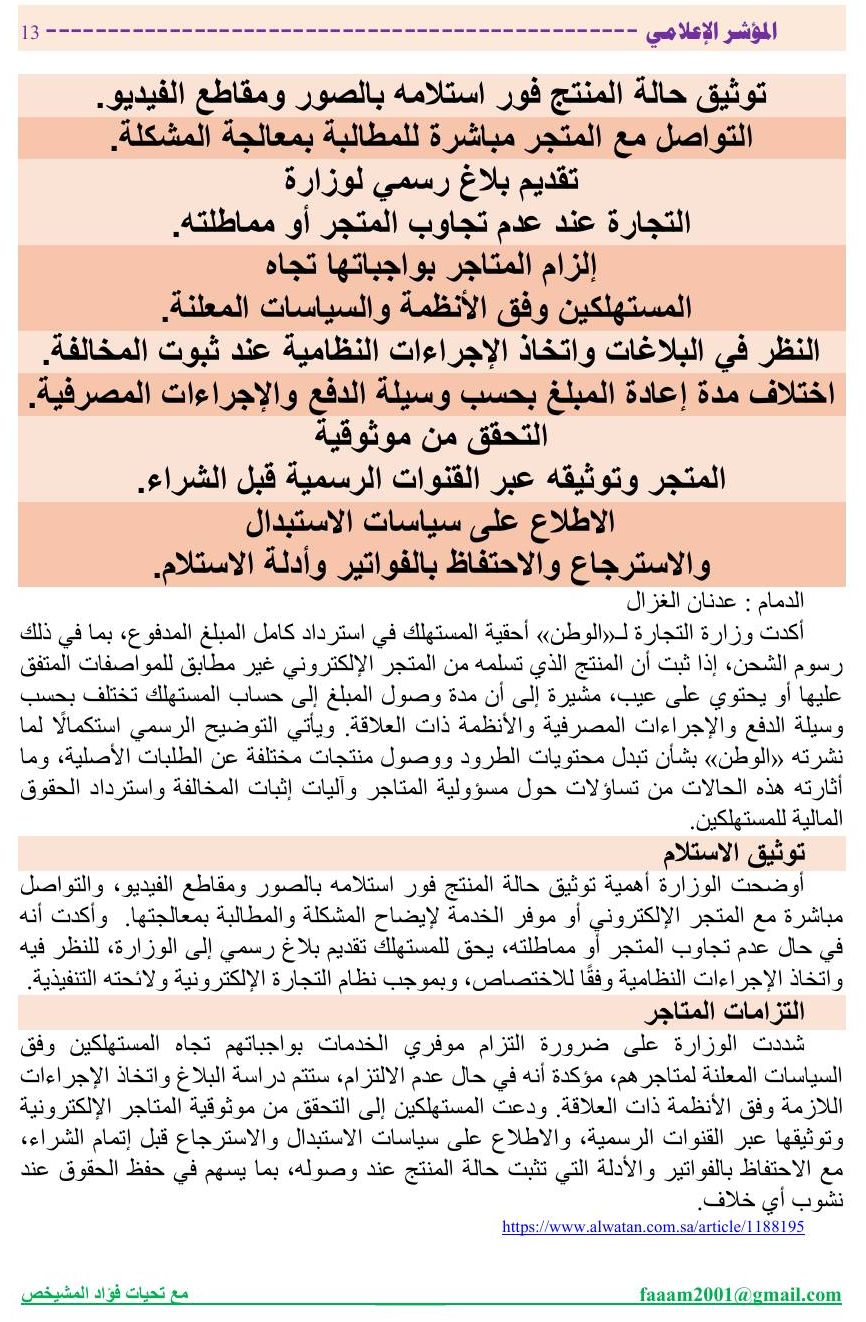 المؤشر الإعلامي ------------------------------------------------ 13
توثيق حالة المنتج فور استلامه بالصور ومقاطع الفيديو.
التواصل مع المتجر مباشرة للمطالبة بمعالجة المشكلة.
تقديم بلاغ رسمي لوزارة
التجارة عند عدم تجاوب المتجر أو مماطلته.
إلزام المتاجر بواجباتها تجاه
المستهلكين وفق الأنظمة والسياسات المعلنة.
النظر في البلاغات واتخاذ الإجراءات النظامية عند ثبوت المخالفة.
اختلاف مدة إعادة المبلغ بحسب وسيلة الدفع والإجراءات المصرفية.
التحقق من موثوقية
المتجر وتوثيقه عبر القنوات الرسمية قبل الشراء.
الاطلاع على سياسات الاستبدال
والاسترجاع والاحتفاظ بالفواتير وأدلة الاستلام.
الدمام : عدنان الغزال
أكدت وزارة التجارة لـ«الوطن» أحقية المستهلك في استرداد كامل المبلغ المدفوع، بما في ذلك
رسوم الشحن، إذا ثبت أن المنتج الذي تسلمه من المتجر الإلكتروني غير مطابق للمواصفات المتفق
عليها أو يحتوي على عيب، مشيرة إلى أن مدة وصول المبلغ إلى حساب المستهلك تختلف بحسب
وسيلة الدفع والإجراءات المصرفية والأنظمة ذات العلاقة. ويأتي التوضيح الرسمي استكمالًا لما
نشرته «الوطن» بشأن تبدل محتويات الطرود ووصول منتجات مختلفة عن الطلبات الأصلية، وما
أثارته هذه الحالات من تساؤلات حول مسؤولية المتاجر وآليات إثبات المخالفة واسترداد الحقوق
المالية للمستهلكين.
توثيق الاستلام
أوضحت الوزارة أهمية توثيق حالة المنتج فور استلامه بالصور ومقاطع الفيديو، والتواصل
مباشرة مع المتجر الإلكتروني أو موفر الخدمة لإيضاح المشكلة والمطالبة بمعالجتها. وأكدت أنه
في حال عدم تجاوب المتجر أو مماطلته، يحق للمستهلك تقديم بلاغ رسمي إلى الوزارة، للنظر فيه
واتخاذ الإجراءات النظامية وفقًا للاختصاص، وبموجب نظام التجارة الإلكترونية ولائحته التنفيذية.
التزامات المتاجر
شددت الوزارة على ضرورة التزام موفري الخدمات بواجباتهم تجاه المستهلكين وفق
السياسات المعلنة لمتاجرهم، مؤكدة أنه في حال عدم الالتزام، ستتم دراسة البلاغ واتخاذ الإجراءات
اللازمة وفق الأنظمة ذات العلاقة. ودعت المستهلكين إلى التحقق من موثوقية المتاجر الإلكترونية
وتوثيقها عبر القنوات الرسمية، والاطلاع على سياسات الاستبدال والاسترجاع قبل إتمام الشراء،
مع الاحتفاظ بالفواتير والأدلة التي تثبت حالة المنتج عند وصوله، بما يسهم في حفظ الحقوق عند
نشوب أي خلاف.
https://www.alwatan.com.sa/article/1188195
faaam2001@gmail.com مع تحيات فؤاد المشيخص